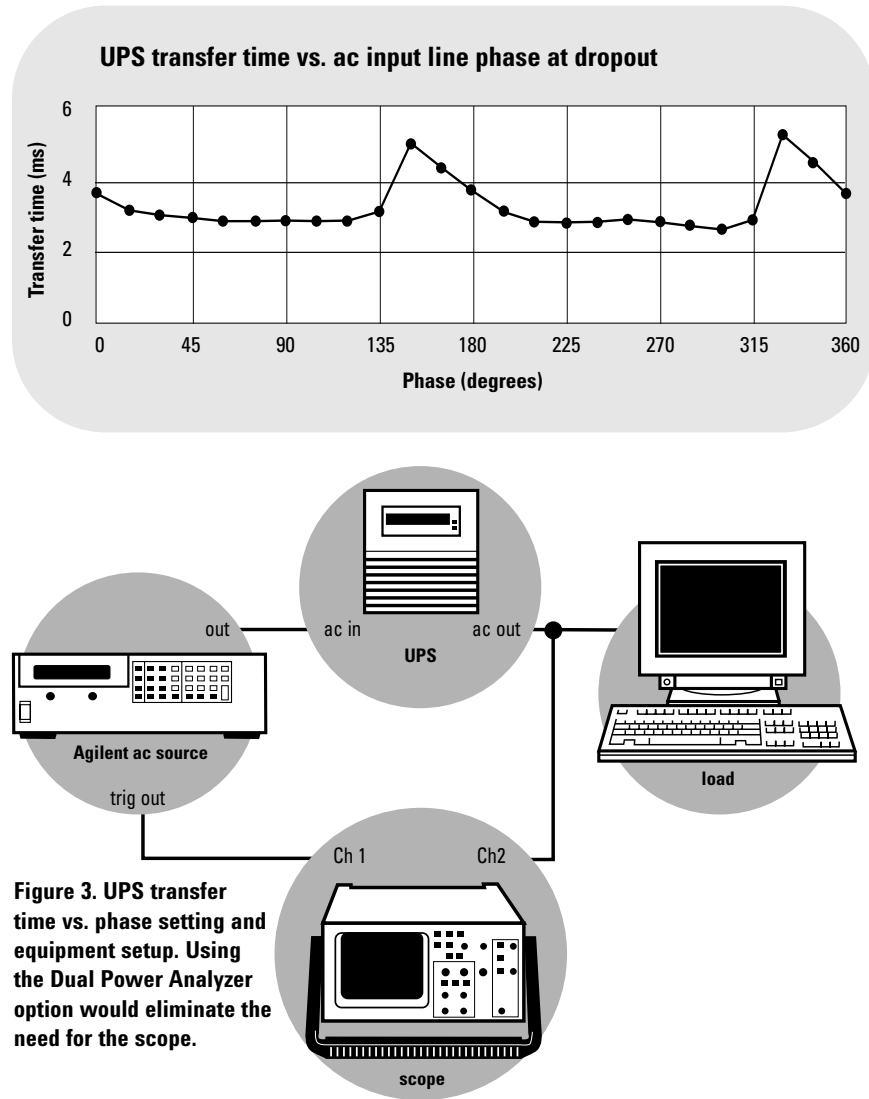 UPS transfer time vs. ac input line phase at dropout
Transfer time (ms)
6
4
2
0
0 45 90 135 180 225 270 315 360
Phase (degrees)
out
ac in
ac out
UPS
Agilent ac source
load
trig out
Ch 1
Ch2
Figure 3. UPS transfer
time vs. phase setting and
equipment setup. Using
the Dual Power Analyzer
option would eliminate the
need for the scope.
scope